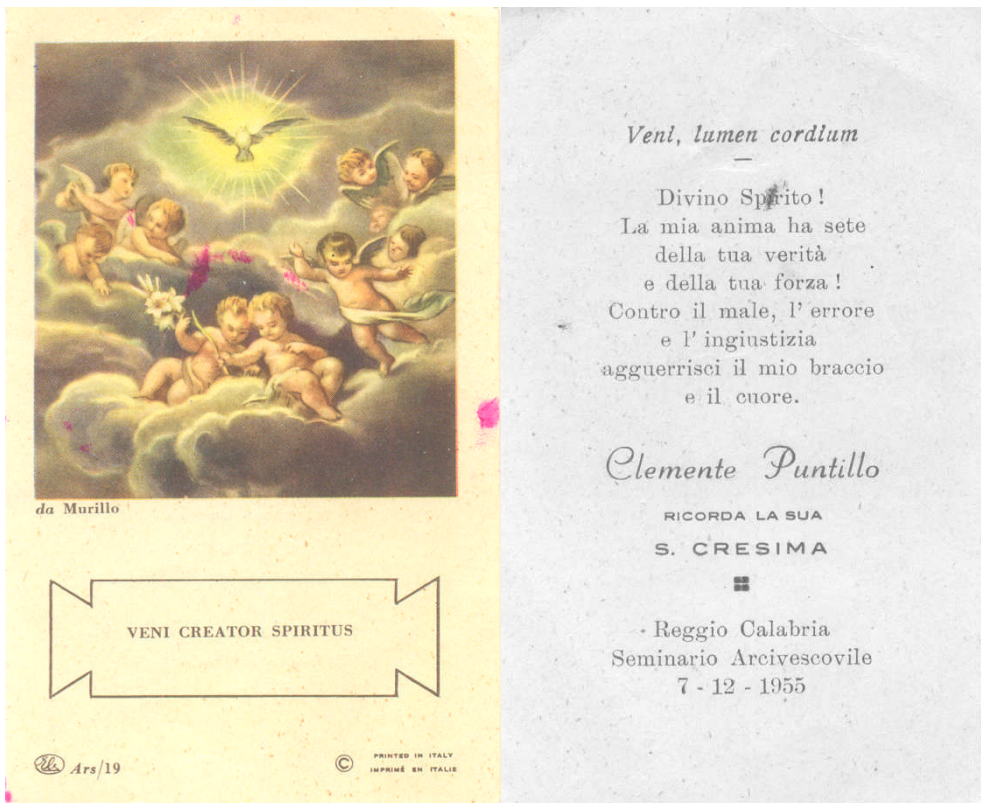 da Murillo
VENI CREATOR SPIRITUS
Ars/19
© PRINTED IN ITALY
IMPRIMÉ EN ITALIE
Veni, lumen cordium
Divino Spirito !
La mia anima ha sete
della tua verità
e della tua forza !
Contro il male, l' errore
e l' ingiustizia
agguerrisci il mio braccio
e il cuore.
Clemente Puntillo
RICORDA LA SUA
S. CRESIMA
Reggio Calabria
Seminario Arcivescovile
7 - 12 - 1955